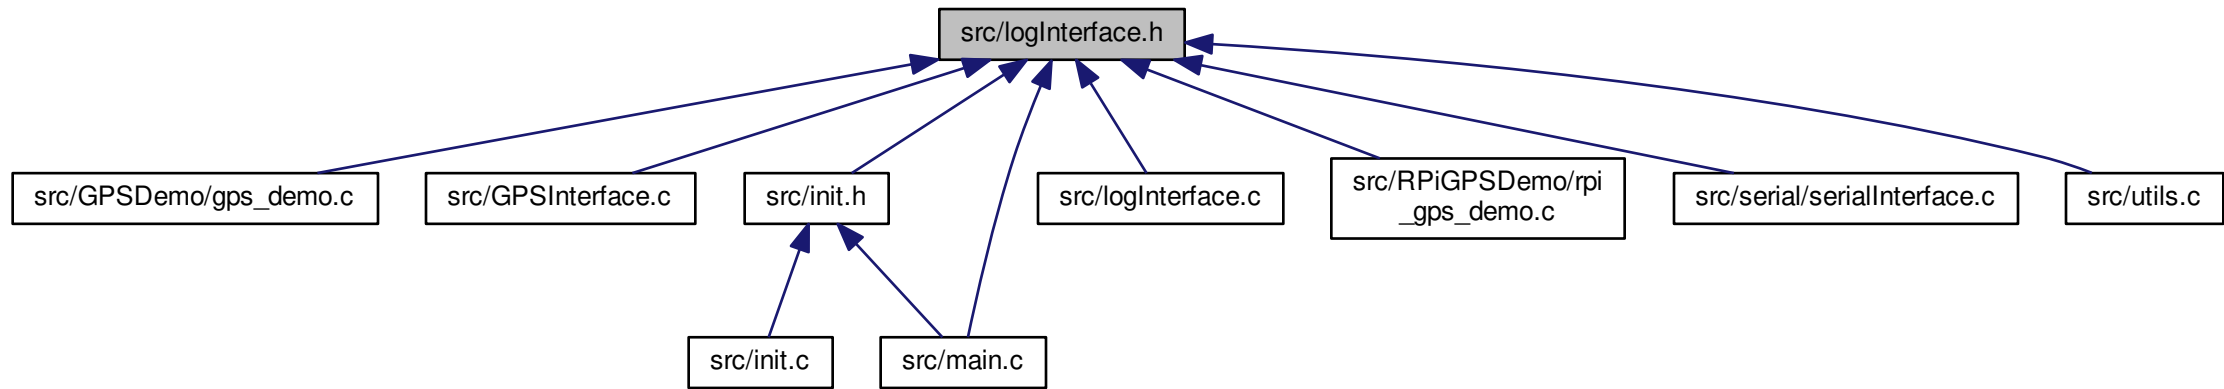 src/logInterface.h
src/GPSDemo/gps_demo.c
src/GPSInterface.c
src/init.h
src/logInterface.c
src/RPiGPSDemo/rpi
_gps_demo.c
src/serial/serialInterface.c
src/utils.c
src/init.c
src/main.c